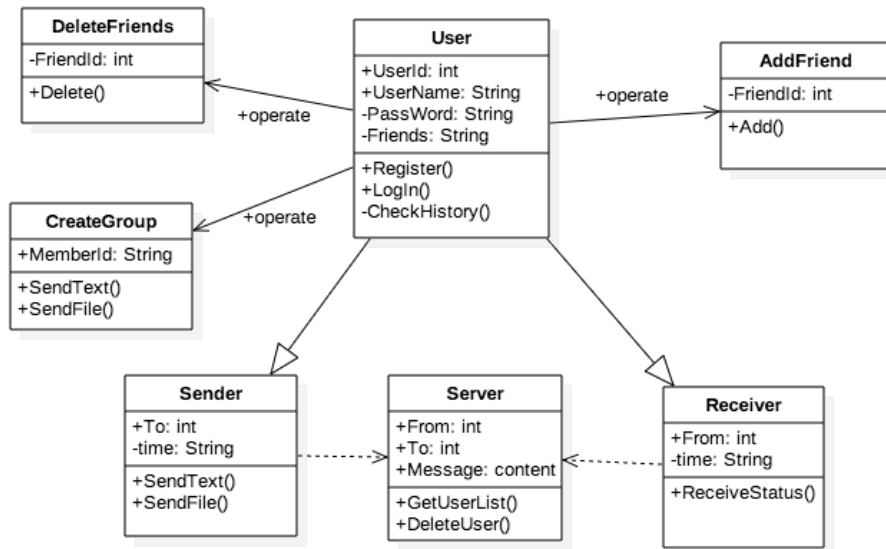 DeleteFriends
-FriendId: int
+Delete()
User
+UserId: int
+UserName: String
-PassWord: String
-Friends: String
+Register()
+LogIn()
-CheckHistory()
AddFriend
-FriendId: int
+Add()
+operate
+operate
+operate
CreateGroup
+MemberId: String
+SendText()
+SendFile()
Sender
+To: int
-time: String
+SendText()
+SendFile()
Server
+From: int
+To: int
+Message: content
+GetUserList()
+DeleteUser()
Receiver
+From: int
-time: String
+ReceiveStatus()